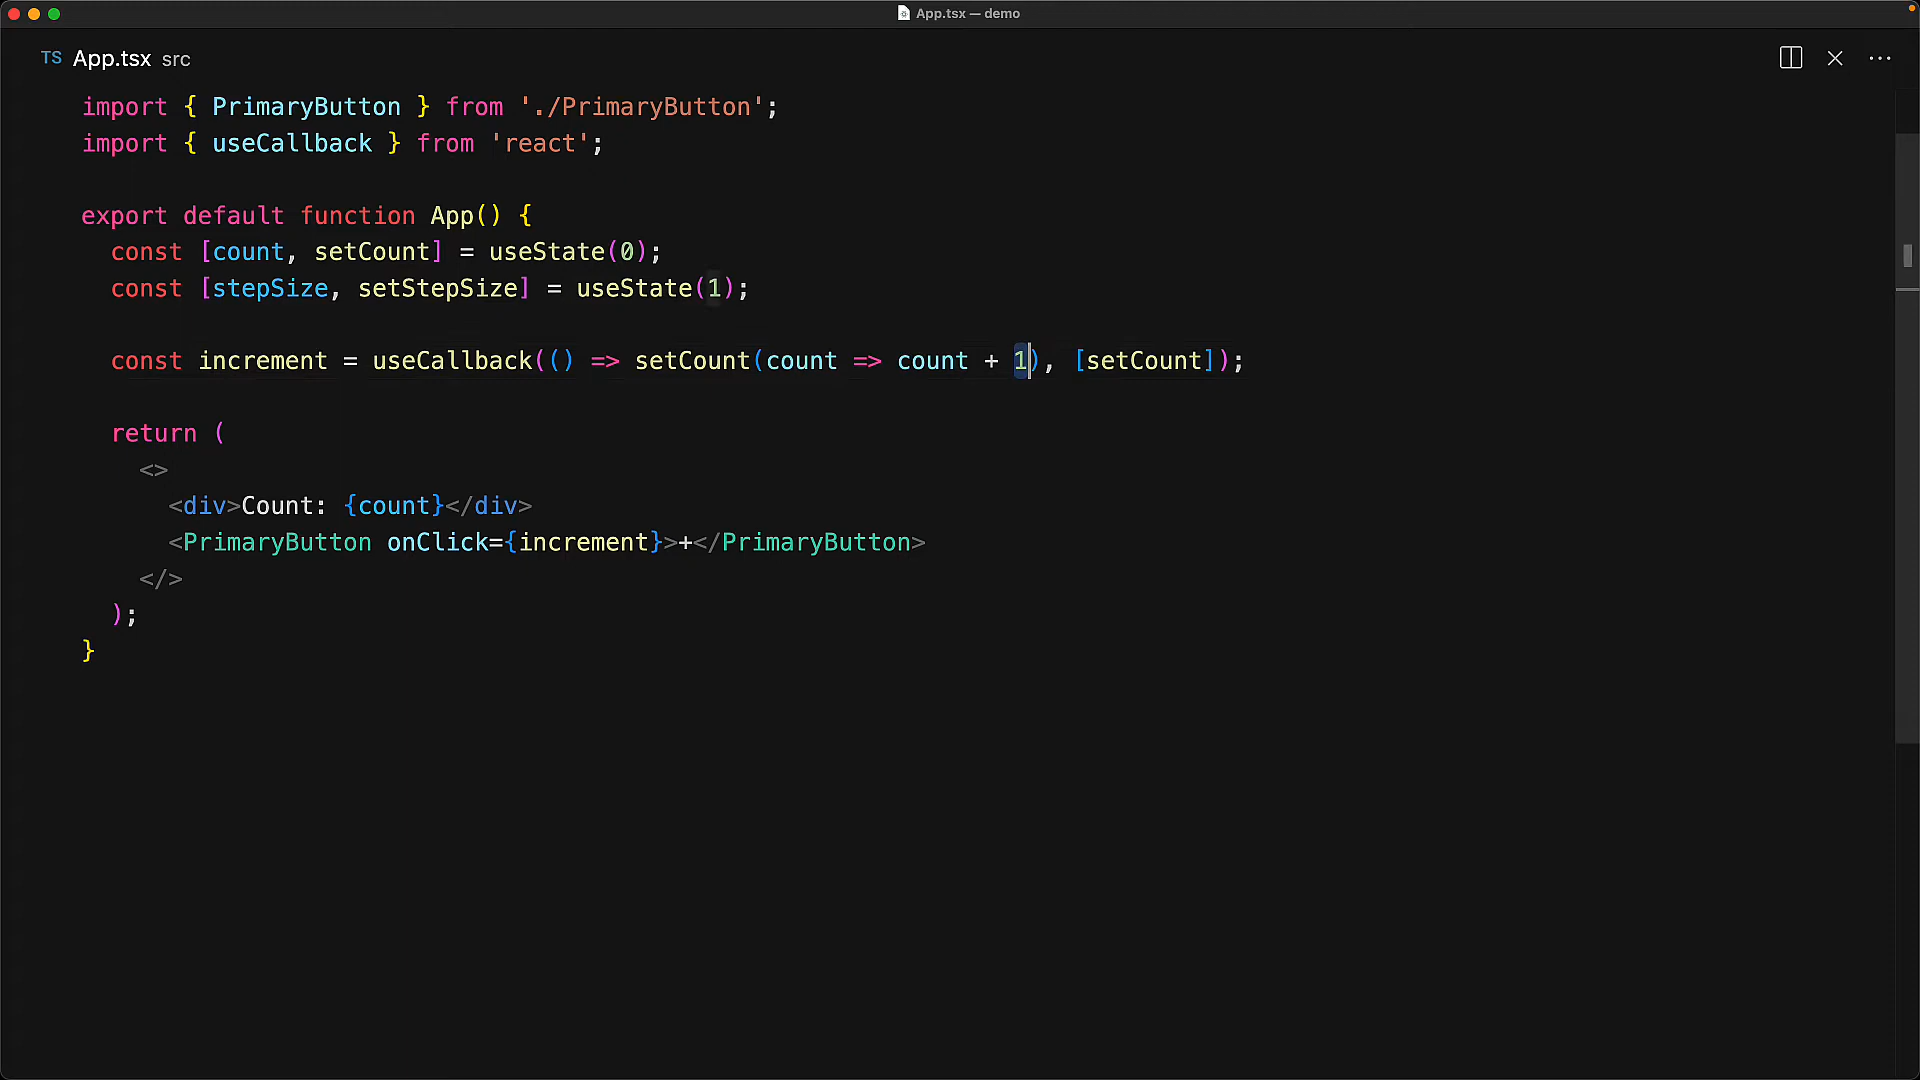 App.tsx — demo
TS App.tsx src
import { PrimaryButton } from './PrimaryButton';
import { useCallback } from 'react';
export default function App() {
const [count, setCount] = useState(0);
const [stepSize, setStepSize] = useState(1);
const increment = useCallback(() => setCount(count => count + 1), [setCount]);
return (
<>
<div>Count: {count}</div>
<PrimaryButton onClick={increment}>+</PrimaryButton>
</>
);
}